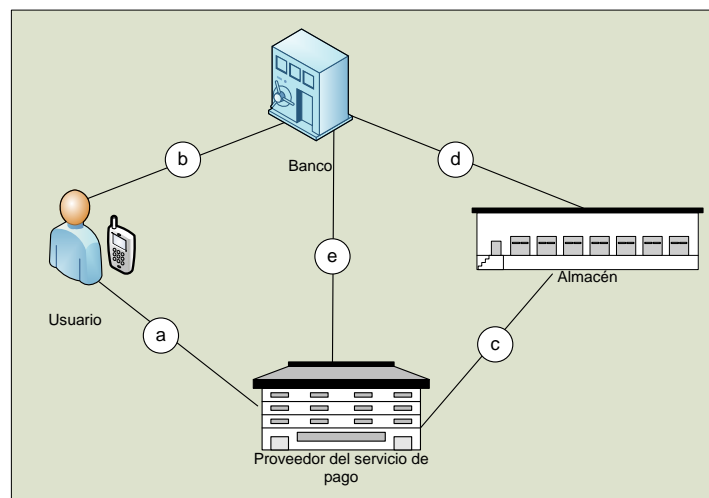 Banco
b
d
Usuario
e
Almacén
a
c
Proveedor del servicio de
pago